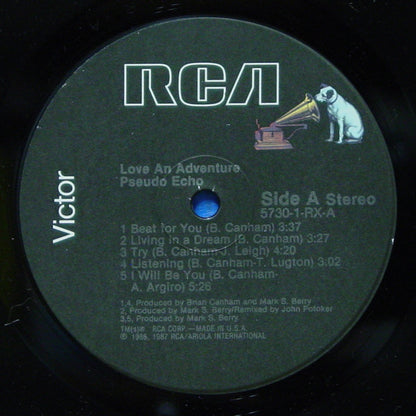 RCA
Victor
Love An Adventure
Pseudo Echo
Side A Stereo
5730-1-RX-A
1 Beat for You (B. Canham) 3:37
2 Living in a Dream (B. Canham) 3:27
3 Try (B. Canham-J. Leigh) 4:20
4 Listening (B. Canham-T. Lugton) 3:02
5 I Will Be You (B. Canham-
A. Argiro) 5:26
1,4, Produced by Brian Canham and Mark S. Berry
2, Produced by Mark S. Berry/Remixed by John Potoker
3,5, Produced by Mark S. Berry
TM(s)® RCA CORP.—MADE IN U.S.A.
℗ 1985, 1987 RCA/ARIOLA INTERNATIONAL